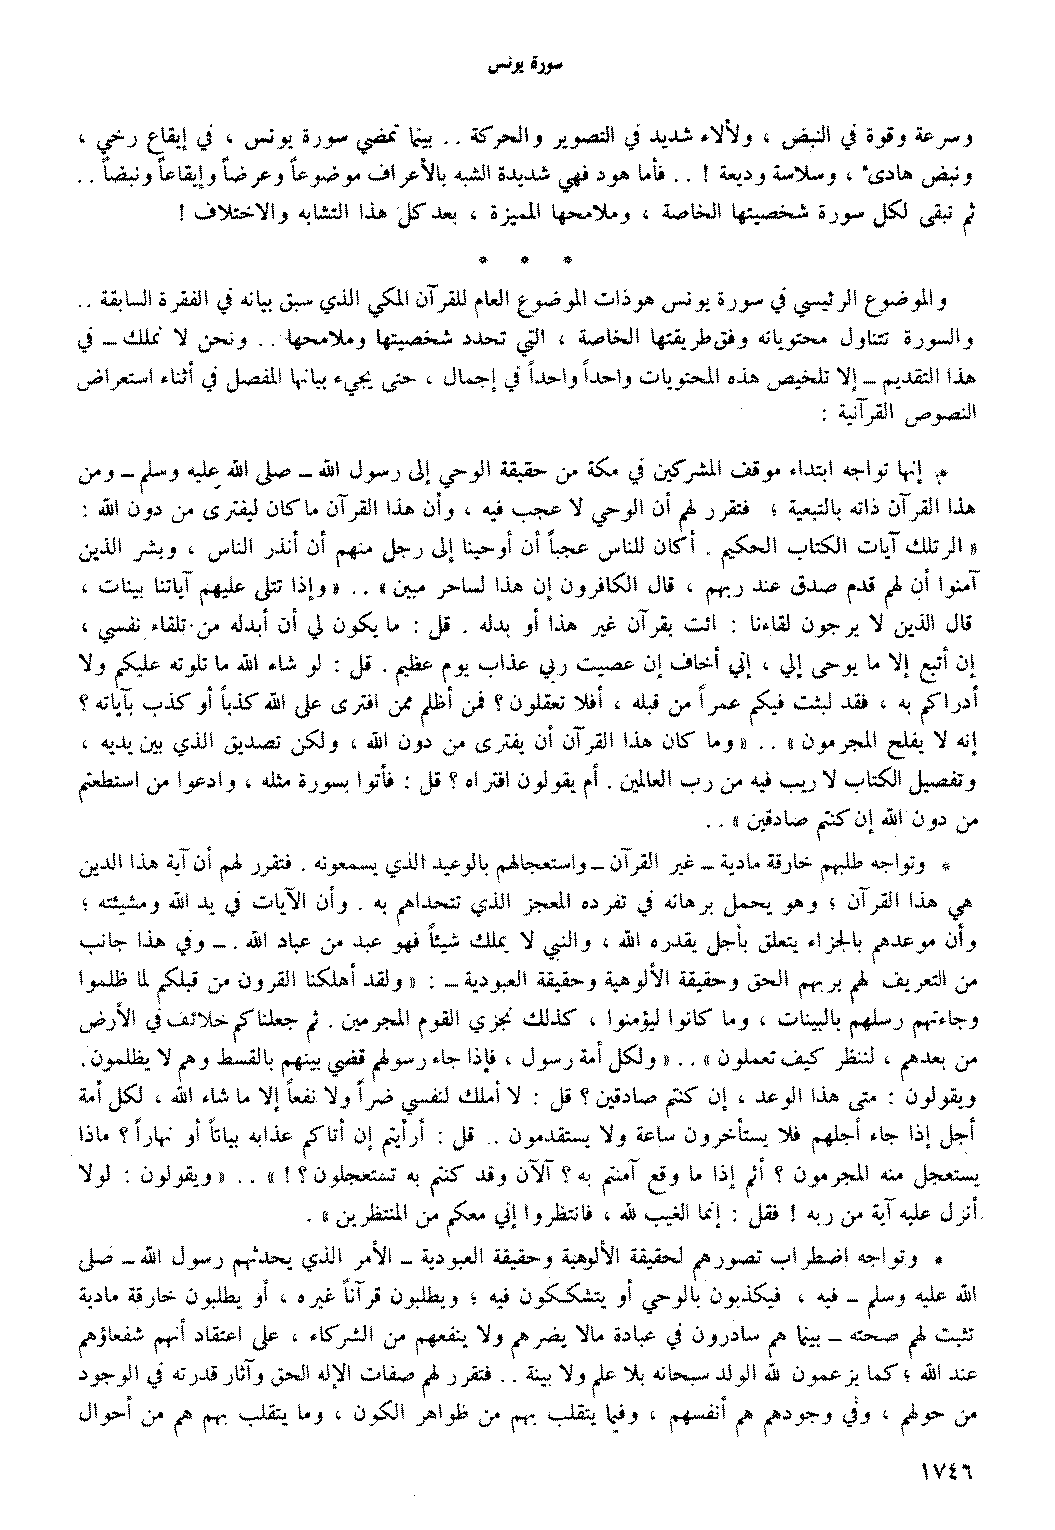 سورة يونس
وسرعة وقوة في النبض ، ولألاء شديد في التصوير والحركة .. بينما تمضي سورة يونس ، في إيقاع رخي ،
ونبض هادىء ، وسلاسة وديعة ! .. فأما هود فهي شديدة الشبه بالأعراف موضوعاً وعرضاً وإيقاعاً ونبضاً ..
ثم تبقى لكل سورة شخصيتها الخاصة ، وملامحها المميزة ، بعد كل هذا التشابه والاختلاف !
* * *
والموضوع الرئيسي في سورة يونس هو ذات الموضوع العام للقرآن المكي الذي سبق بيانه في الفقرة السابقة ..
والسورة تتناول محتوياته وفق طريقتها الخاصة ، التي تحدد شخصيتها وملامحها .. ونحن لا نملك – في
هذا التقديم – إلا تلخيص هذه المحتويات واحداً واحداً في إجمال ، حتى يجيء بيانها المفصل في أثناء استعراض
النصوص القرآنية :
* إنها تواجه ابتداء موقف المشركين في مكة من حقيقة الوحي إلى رسول الله – صلى الله عليه وسلم – ومن
هذا القرآن ذاته بالتبعية ؛ فتقرر لهم أن الوحي لا عجب فيه ، وأن هذا القرآن ما كان ليفترى من دون الله :
« الر تلك آيات الكتاب الحكيم . أكان للناس عجباً أن أوحينا إلى رجل منهم أن أنذر الناس ، وبشر الذين
آمنوا أن لهم قدم صدق عند ربهم ، قال الكافرون إن هذا لساحر مبين » .. « وإذا تتلى عليهم آياتنا بينات ،
قال الذين لا يرجون لقاءنا : ائت بقرآن غير هذا أو بدله . قل : ما يكون لي أن أبدله من تلقاء نفسي ،
إن أتبع إلا ما يوحى إلي ، إني أخاف إن عصيت ربي عذاب يوم عظيم . قل : لو شاء الله ما تلوته عليكم ولا
أدراكم به ، فقد لبثت فيكم عمراً من قبله ، أفلا تعقلون ؟ فمن أظلم ممن افترى على الله كذباً أو كذب بآياته ؟
إنه لا يفلح المجرمون » .. « وما كان هذا القرآن أن يفترى من دون الله ، ولكن تصديق الذي بين يديه ،
وتفصيل الكتاب لا ريب فيه من رب العالمين . أم يقولون افتراه ؟ قل : فأتوا بسورة مثله ، وادعوا من استطعتم
من دون الله إن كنتم صادقين » ..
* وتواجه طلبهم خارقة مادية – غير القرآن – واستعجالهم بالوعيد الذي يسمعونه . فتقرر لهم أن آية هذا الدين
هي هذا القرآن ؛ وهو يحمل برهانه في تفرده المعجز الذي تتحداهم به . وأن الآيات في يد الله ومشيئته ؛
وأن موعدهم بالجزاء يتعلق بأجل يقدره الله ، والنبي لا يملك شيئاً فهو عبد من عباد الله . – وفي هذا جانب
من التعريف لهم بربهم الحق وحقيقة الألوهية وحقيقة العبودية – : « ولقد أهلكنا القرون من قبلكم لما ظلموا
وجاءتهم رسلهم بالبينات ، وما كانوا ليؤمنوا ، كذلك نجزي القوم المجرمين . ثم جعلناكم خلائف في الأرض
من بعدهم ، لننظر كيف تعملون » .. « ولكل أمة رسول ، فإذا جاء رسولهم قضي بينهم بالقسط وهم لا يظلمون.
ويقولون : متى هذا الوعد ، إن كنتم صادقين ؟ قل : لا أملك لنفسي ضراً ولا نفعاً إلا ما شاء الله ، لكل أمة
أجل إذا جاء أجلهم فلا يستأخرون ساعة ولا يستقدمون .. قل : أرأيتم إن أتاكم عذابه بياتاً أو نهاراً ؟ ماذا
يستعجل منه المجرمون ؟ أثم إذا ما وقع آمنتم به ؟ آلآن وقد كنتم به تستعجلون ؟ ! » .. « ويقولون : لولا
أنزل عليه آية من ربه ! فقل : إنما الغيب لله ، فانتظروا إني معكم من المنتظرين » .
* وتواجه اضطراب تصورهم لحقيقة الألوهية وحقيقة العبودية – الأمر الذي يحدثهم رسول الله – صلى
الله عليه وسلم – فيه ، فيكذبون بالوحي أو يتشككون فيه ؛ ويطلبون قرآناً غيره ، أو يطلبون خارقة مادية
تثبت لهم صحته – بينما هم سادرون في عبادة مالا يضرهم ولا ينفعهم من الشركاء ، على اعتقاد أنهم شفعاؤهم
عند الله ؛ كما يزعمون لله الولد سبحانه بلا علم ولا بينة .. فتقرر لهم صفات الإله الحق وآثار قدرته في الوجود
من حولهم ، وفي وجودهم هم أنفسهم ، وفيما يتقلب بهم من ظواهر الكون ، وما يتقلب بهم هم من أحوال
١٧٤٦